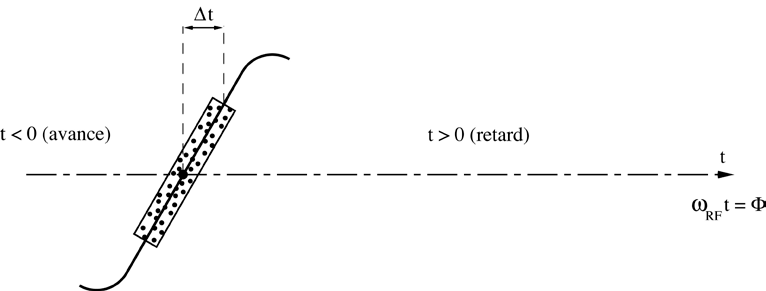 Δt
t < 0 (avance)
t > 0 (retard)
t
ω_RF t = Φ